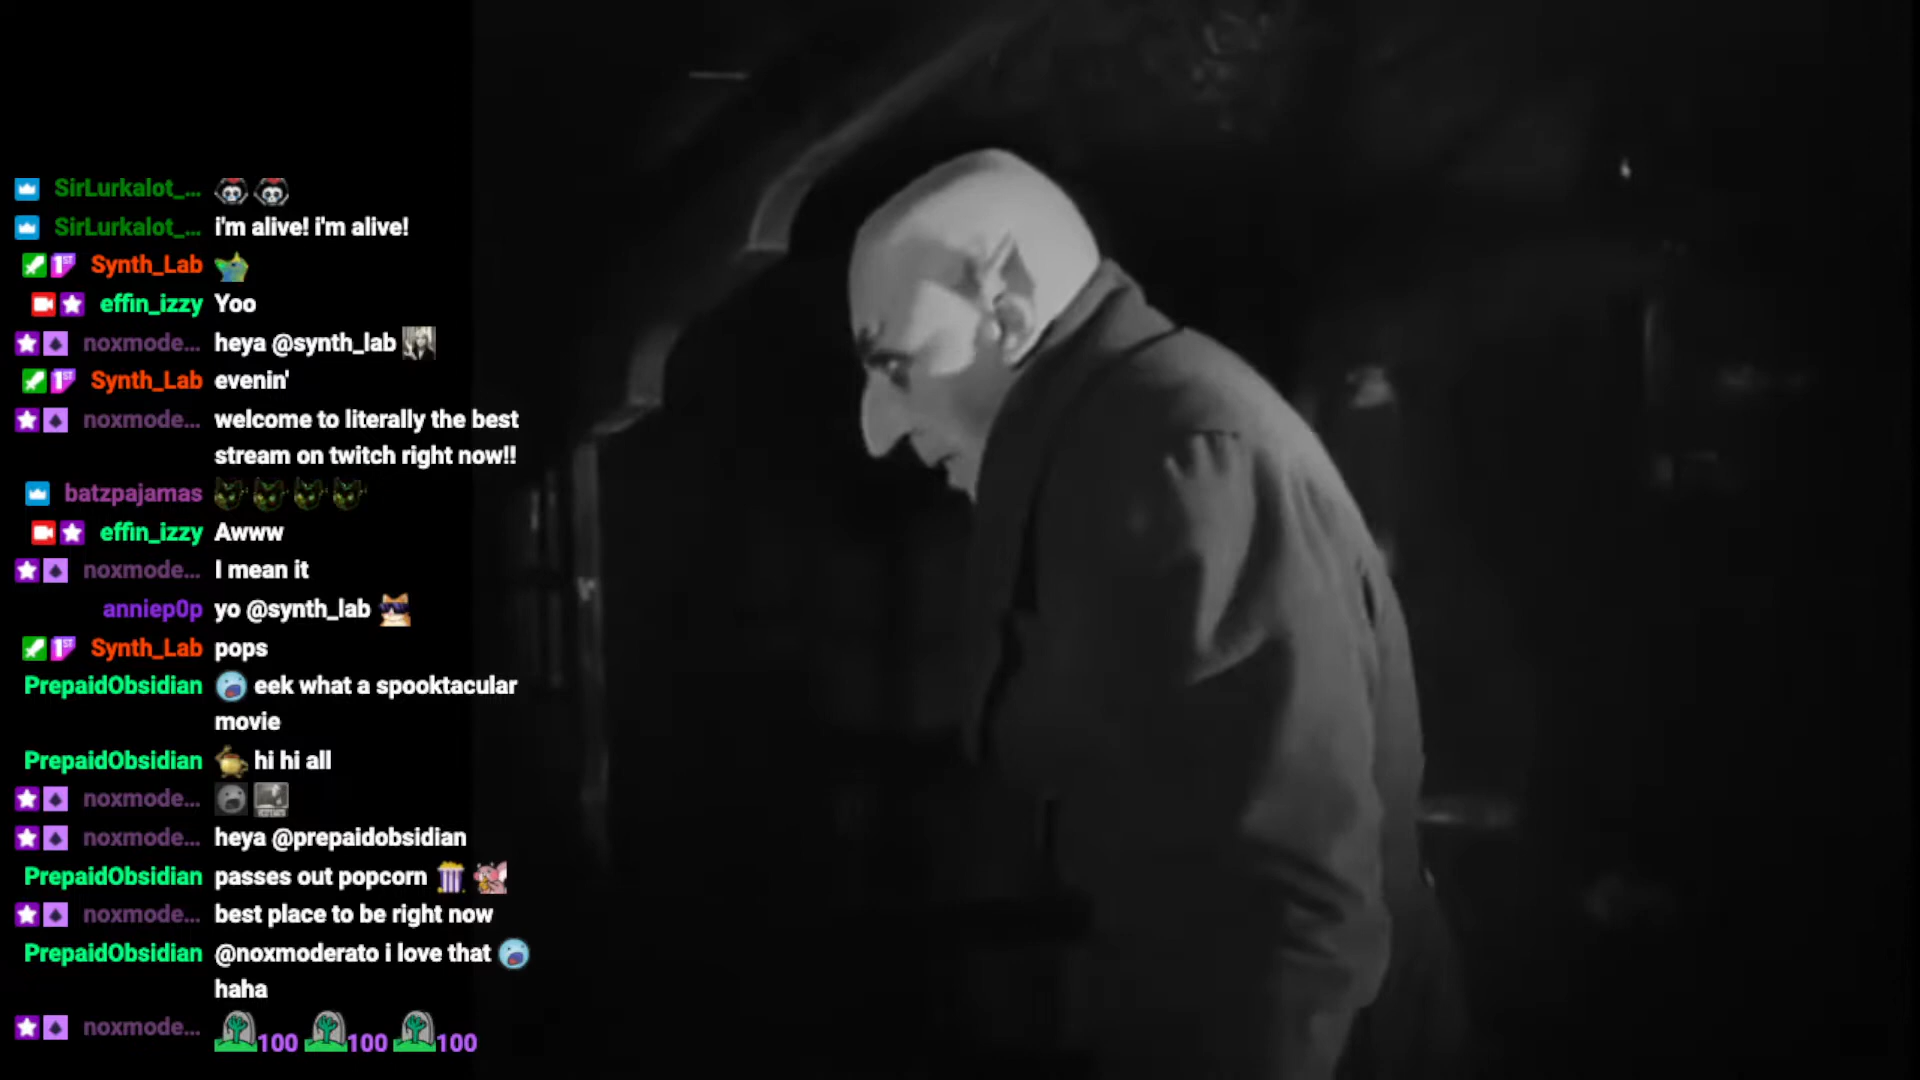 SirLurkalot_...
SirLurkalot_... i'm alive! i'm alive!
Synth_Lab
effin_izzy Yoo
noxmode... heya @synth_lab
Synth_Lab evenin'
noxmode... welcome to literally the best
stream on twitch right now!!
batzpajamas
effin_izzy Awww
noxmode... I mean it
anniep0p yo @synth_lab
Synth_Lab pops
PrepaidObsidian eek what a spooktacular
movie
PrepaidObsidian hi hi all
noxmode...
noxmode... heya @prepaidobsidian
PrepaidObsidian passes out popcorn
noxmode... best place to be right now
PrepaidObsidian @noxmoderato i love that
haha
noxmode... 100 100 100